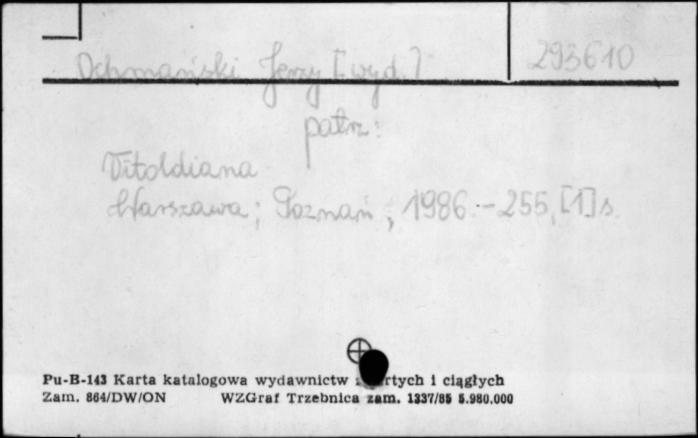 Ochmański Jerzy [wyd.] 293610
patrz:
Vitoldiana
Warszawa; Poznań, 1986.-255,[1]s.
Pu-B-143 Karta katalogowa wydawnictw i ciągłych
Zam. 864/DW/ON WZGraf Trzebnica zam. 1337/85 5.980.000